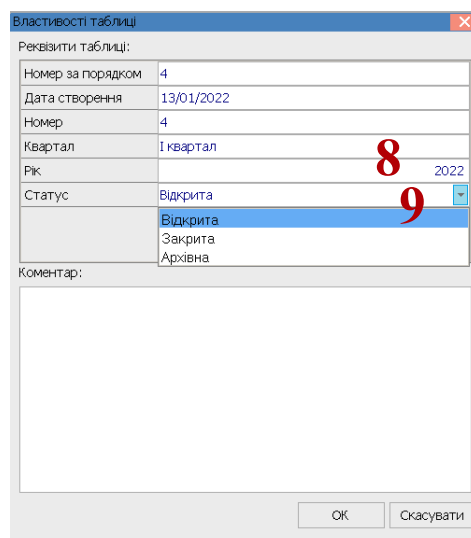 Властивості таблиці
Реквізити таблиці:
Номер за порядком 4
Дата створення 13/01/2022
Номер 4
Квартал І квартал
8
Рік 2022
Статус Відкрита
9
Відкрита
Закрита
Архівна
Коментар:
ОК Скасувати